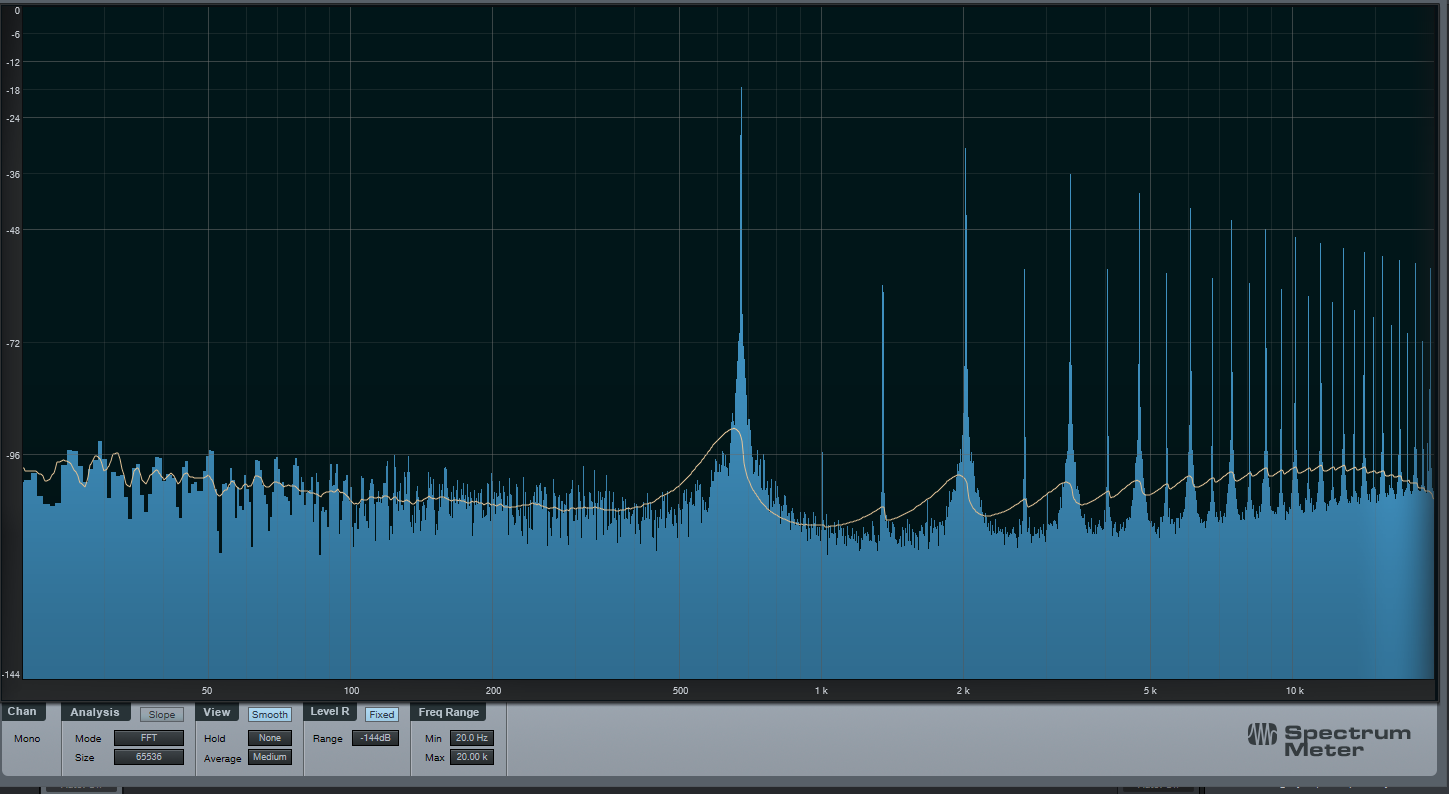 0
-6
-12
-18
-24
-36
-48
-72
-96
-144
50 100 200 500 1 k 2 k 5 k 10 k
Chan Analysis Slope View Smooth Level R Fixed Freq Range
Mono Mode FFT Hold None Range -144dB Min 20.0 Hz
Size 65536 Average Medium Max 20.00 k
Spectrum
Meter